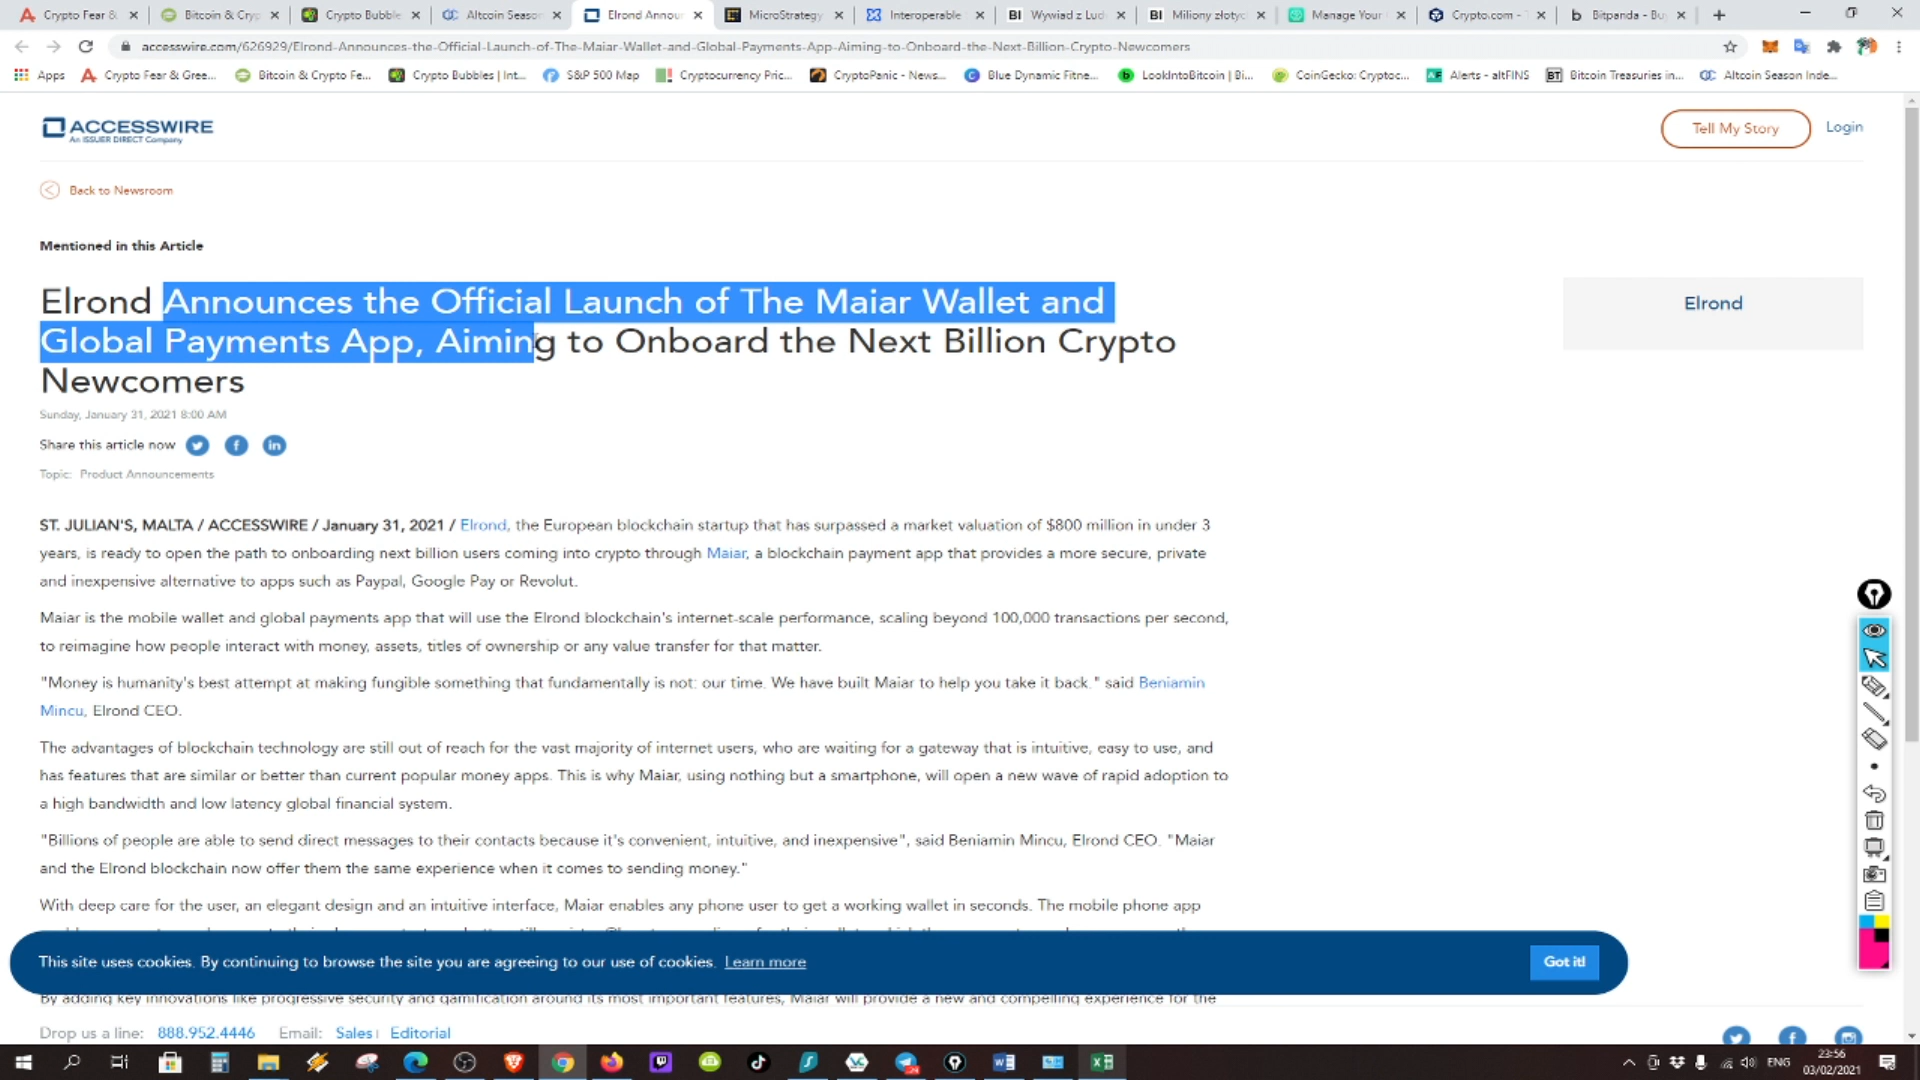 Crypto Fear &
Bitcoin & Cryp
Crypto Bubble
Altcoin Season
Elrond Annou
MicroStrategy
Interoperable
Wywiad z Lud
Miliony złotyc
Manage Your
Crypto.com -
Bitpanda - Bu
accesswire.com/626929/Elrond-Announces-the-Official-Launch-of-The-Maiar-Wallet-and-Global-Payments-App-Aiming-to-Onboard-the-Next-Billion-Crypto-Newcomers
Apps
Crypto Fear & Gree...
Bitcoin & Crypto Fe...
Crypto Bubbles | Int...
S&P 500 Map
Cryptocurrency Pric...
CryptoPanic - News...
Blue Dynamic Fitne...
LookIntoBitcoin | Bi...
CoinGecko: Cryptoc...
Alerts - altFINS
Bitcoin Treasuries in...
Altcoin Season Inde...
ACCESSWIRE
An ISSUER DIRECT Company
Tell My Story
Login
Back to Newsroom
Mentioned in this Article
Elrond Announces the Official Launch of The Maiar Wallet and
Global Payments App, Aiming to Onboard the Next Billion Crypto
Newcomers
Elrond
Sunday, January 31, 2021 8:00 AM
Share this article now
Topic: Product Announcements
ST. JULIAN'S, MALTA / ACCESSWIRE / January 31, 2021 / Elrond, the European blockchain startup that has surpassed a market valuation of $800 million in under 3
years, is ready to open the path to onboarding next billion users coming into crypto through Maiar, a blockchain payment app that provides a more secure, private
and inexpensive alternative to apps such as Paypal, Google Pay or Revolut.
Maiar is the mobile wallet and global payments app that will use the Elrond blockchain's internet-scale performance, scaling beyond 100,000 transactions per second,
to reimagine how people interact with money, assets, titles of ownership or any value transfer for that matter.
"Money is humanity's best attempt at making fungible something that fundamentally is not: our time. We have built Maiar to help you take it back." said Beniamin
Mincu, Elrond CEO.
The advantages of blockchain technology are still out of reach for the vast majority of internet users, who are waiting for a gateway that is intuitive, easy to use, and
has features that are similar or better than current popular money apps. This is why Maiar, using nothing but a smartphone, will open a new wave of rapid adoption to
a high bandwidth and low latency global financial system.
"Billions of people are able to send direct messages to their contacts because it's convenient, intuitive, and inexpensive", said Beniamin Mincu, Elrond CEO. "Maiar
and the Elrond blockchain now offer them the same experience when it comes to sending money."
With deep care for the user, an elegant design and an intuitive interface, Maiar enables any phone user to get a working wallet in seconds. The mobile phone app
This site uses cookies. By continuing to browse the site you are agreeing to our use of cookies. Learn more
Got it!
By adding key innovations like progressive security and gamification around its most important features, Maiar will provide a new and compelling experience for the
Drop us a line: 888.952.4446 Email: Sales | Editorial
ENG
23:56
03/02/2021